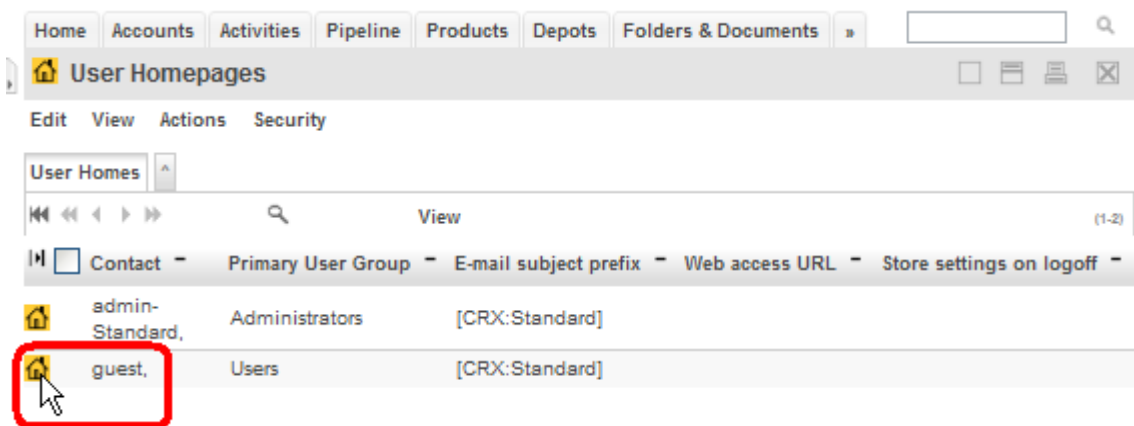 Home Accounts Activities Pipeline Products Depots Folders & Documents »
User Homepages
Edit View Actions Security
User Homes ^
View (1-2)
Contact Primary User Group E-mail subject prefix Web access URL Store settings on logoff
admin-
Standard, Administrators [CRX:Standard]
guest, Users [CRX:Standard]